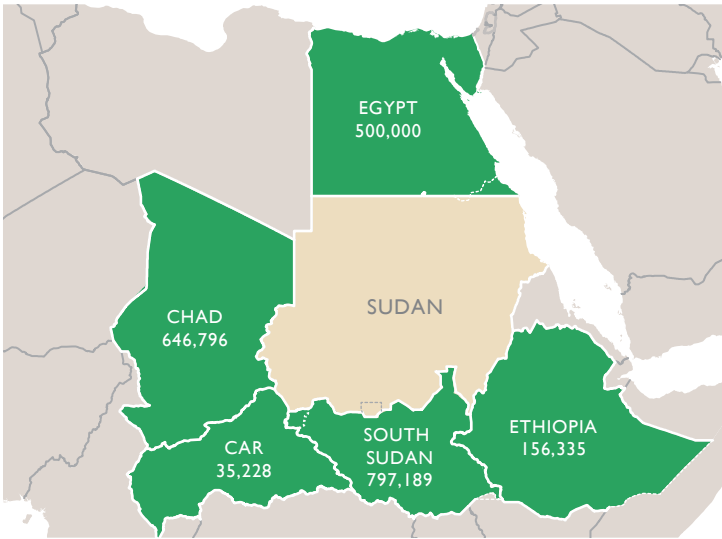 EGYPT
500,000
SUDAN
CHAD
646,796
CAR
35,228
SOUTH
SUDAN
797,189
ETHIOPIA
156,335